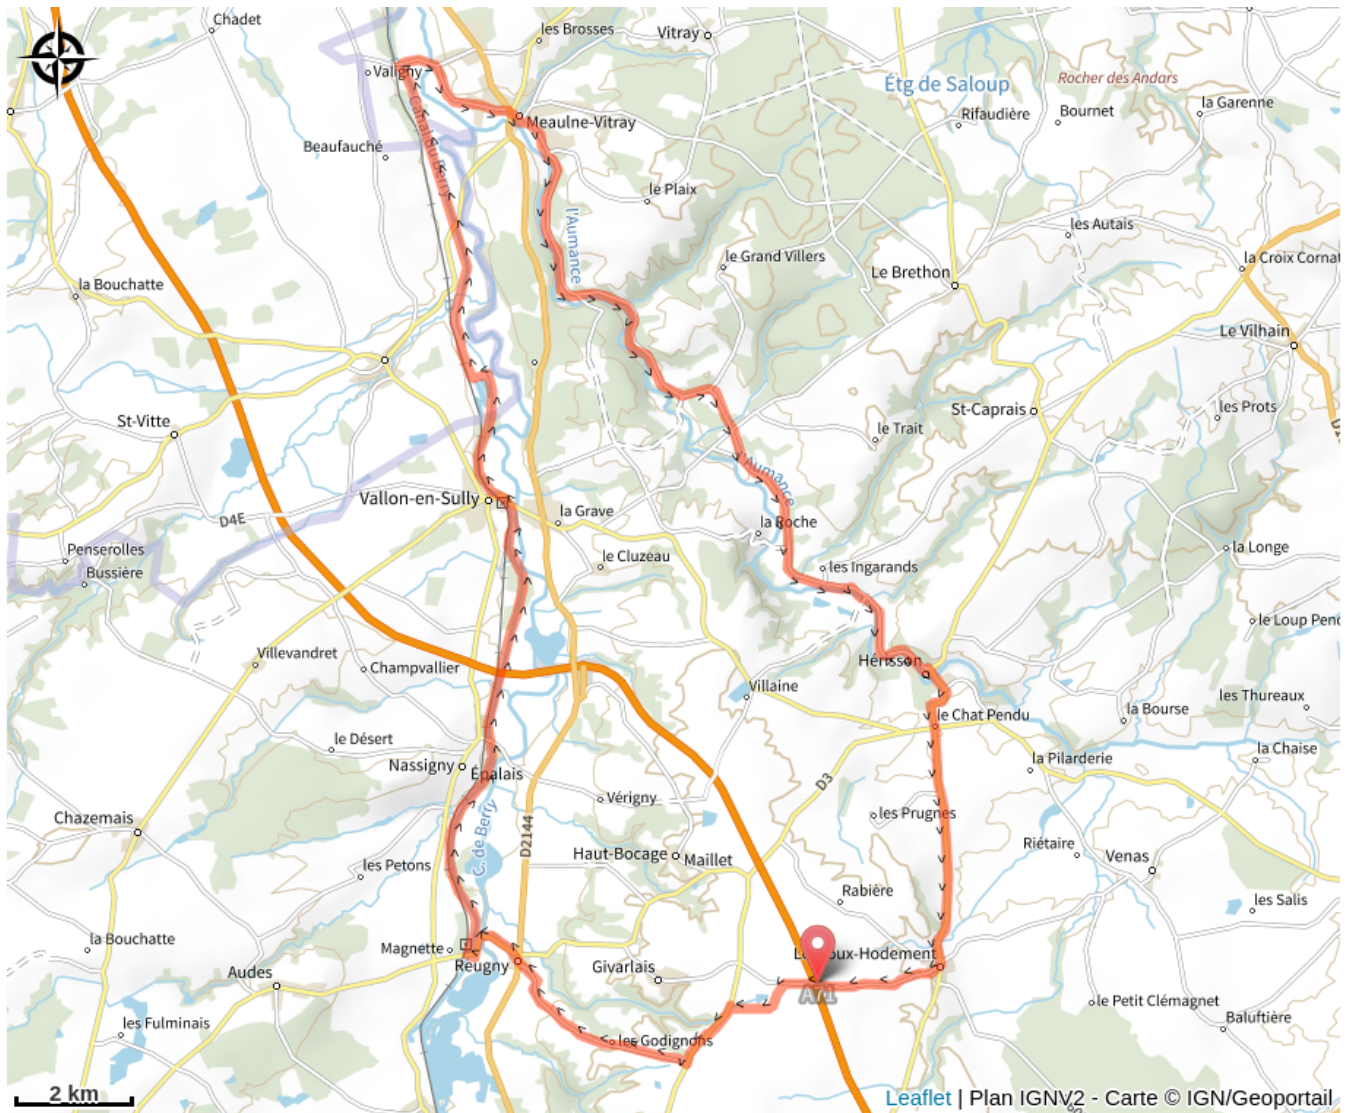 Chadet
les Brosses
Vitray
Valigny
Étg de Saloup
Rocher des Andars
la Garenne
Rifaudière
Bournet
Meaulne-Vitray
Canal du Berry
Beaufauché
le Plaix
l'Aumance
les Autais
le Grand Villers
la Croix Cornat
Le Brethon
la Bouchatte
Le Vilhain
St-Caprais
les Prots
St-Vitte
le Trait
l'Aumance
Vallon-en-Sully
la Grave
D4E
la Roche
Penserolles
le Cluzeau
la Longe
Bussière
les Ingarands
le Loup Pend
Villevandret
Champvallier
Hérisson
Villaine
les Thureaux
le Chat Pendu
la Bourse
le Désert
la Chaise
Nassigny
Épalais
la Pilarderie
D3
Vérigny
Chazemais
les Prugnes
C. de Berry
D2144
Riétaire
Haut-Bocage
Maillet
Venas
les Petons
Rabière
les Salis
la Bouchatte
Magnette
Reugny
Givarlais
Audes
A71
le Petit Clémagnet
les Fulminais
Baluftière
les Godignons
2 km
Leaflet | Plan IGNV2 - Carte © IGN/Geoportail